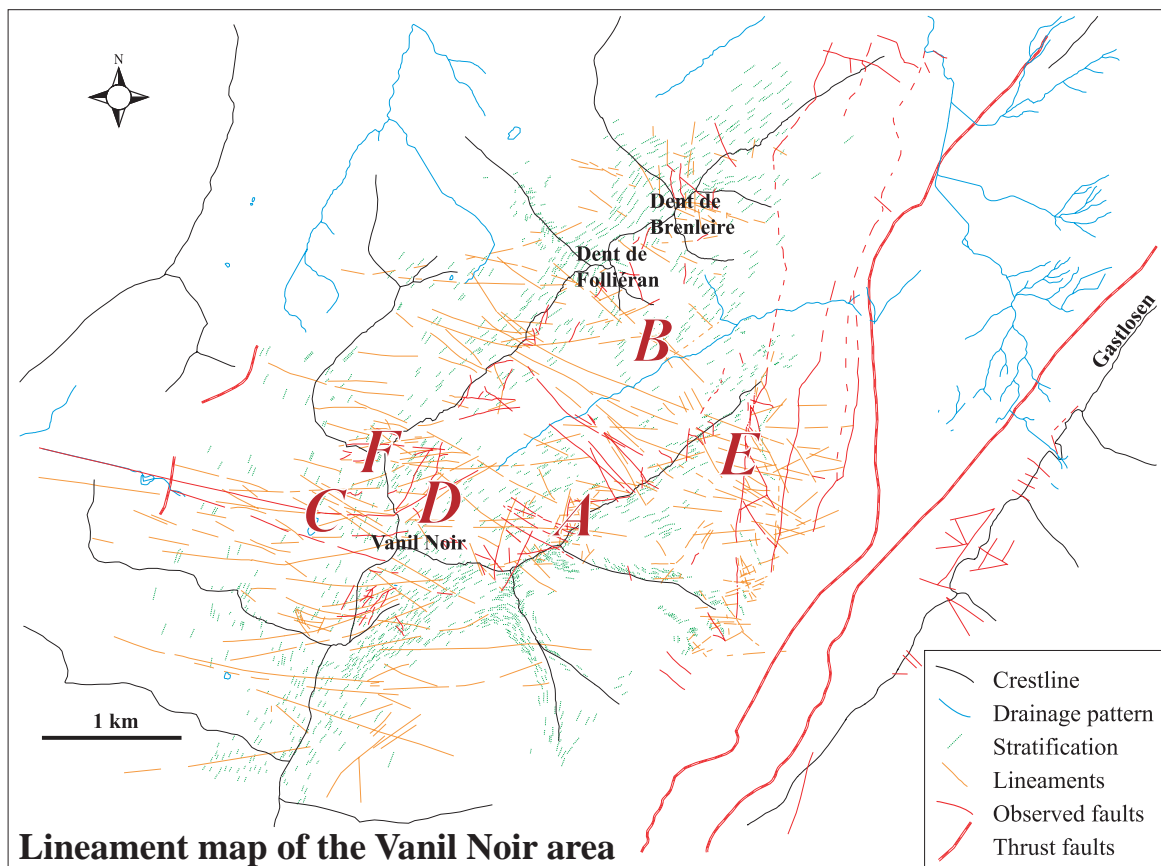 N
Dent de
Brenleire
Dent de
Folliéran
B
Gastlosen
F
E
C
D
A
Vanil Noir
1 km
Crestline
Drainage pattern
Stratification
Lineaments
Observed faults
Thrust faults
Lineament map of the Vanil Noir area